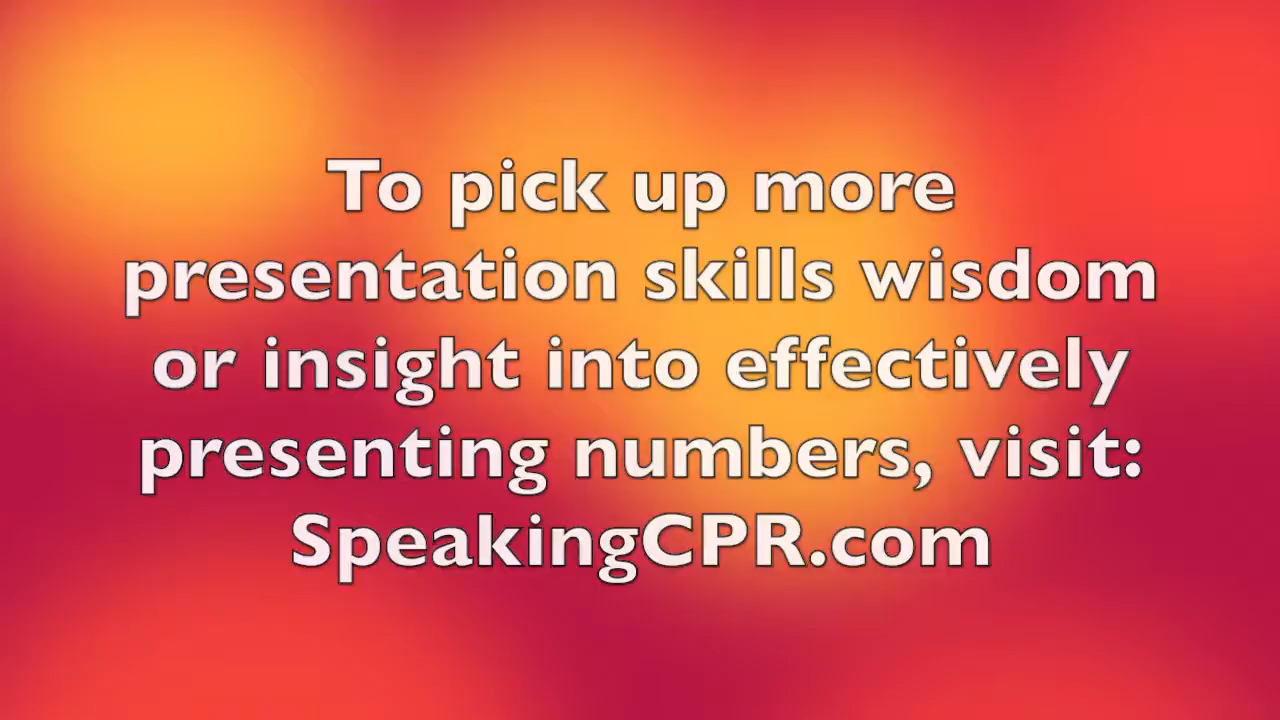 To pick up more
presentation skills wisdom
or insight into effectively
presenting numbers, visit:
SpeakingCPR.com